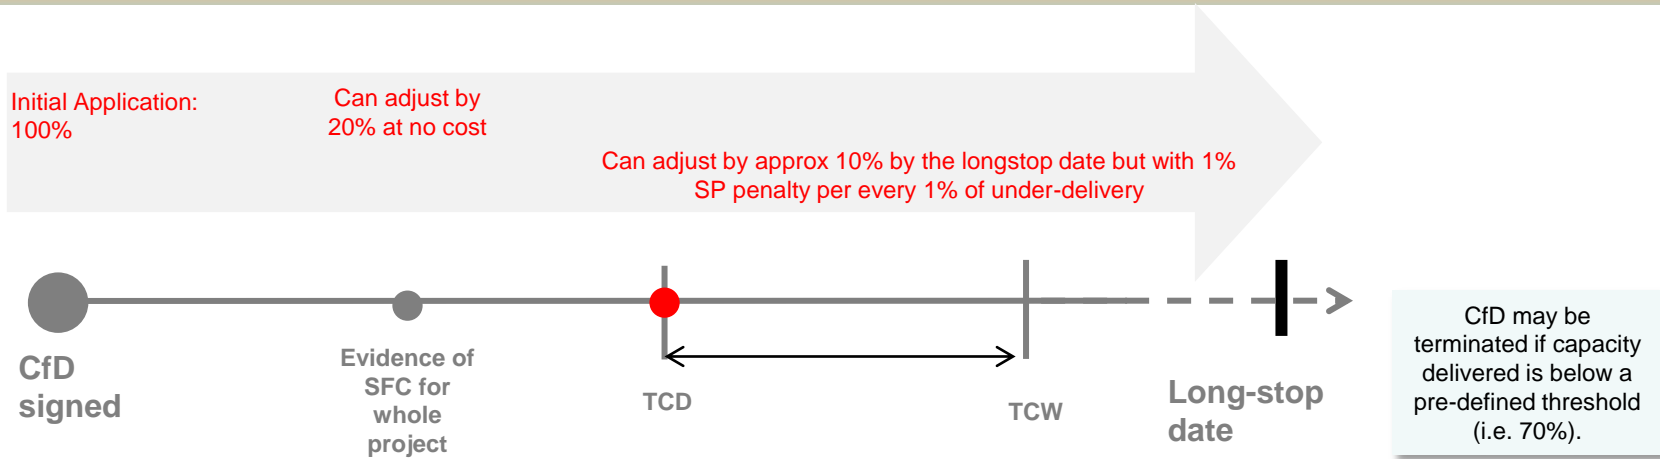 Initial Application:
100%
Can adjust by
20% at no cost
Can adjust by approx 10% by the longstop date but with 1%
SP penalty per every 1% of under-delivery
CfD
signed
Evidence of
SFC for
whole
project
TCD
TCW
Long-stop
date
CfD may be
terminated if capacity
delivered is below a
pre-defined threshold
(i.e. 70%).